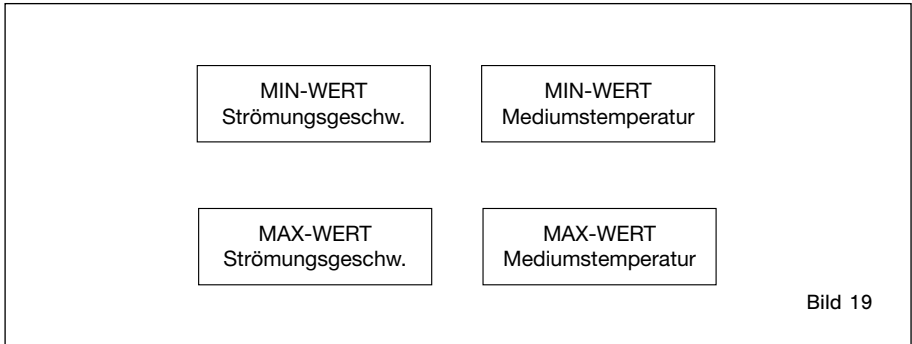 MIN-WERT
Strömungsgeschw.
MIN-WERT
Mediumstemperatur
MAX-WERT
Strömungsgeschw.
MAX-WERT
Mediumstemperatur
Bild 19